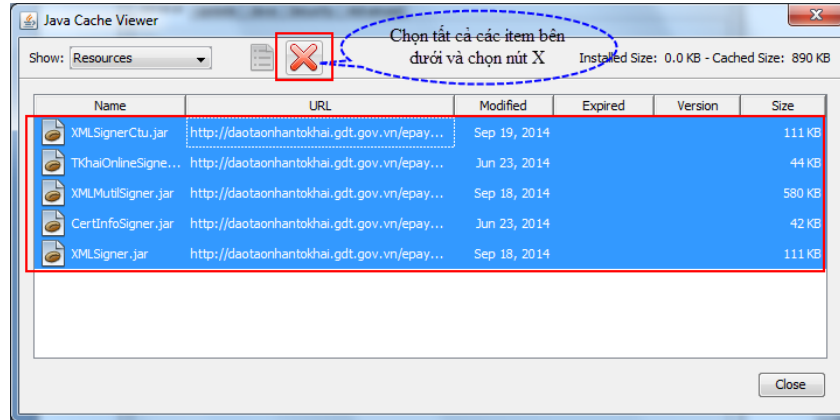 Java Cache Viewer
Show: Resources
Chọn tất cả các item bên
dưới và chọn nút X
Installed Size: 0.0 KB - Cached Size: 890 KB
Name URL Modified Expired Version Size
XMLSignerCtu.jar http://daotaonhantokhai.gdt.gov.vn/epay... Sep 19, 2014 111 KB
TKhaiOnlineSigne... http://daotaonhantokhai.gdt.gov.vn/epay... Jun 23, 2014 44 KB
XMLMutilSigner.jar http://daotaonhantokhai.gdt.gov.vn/epay... Sep 18, 2014 580 KB
CertInfoSigner.jar http://daotaonhantokhai.gdt.gov.vn/epay... Jun 23, 2014 42 KB
XMLSigner.jar http://daotaonhantokhai.gdt.gov.vn/epay... Sep 18, 2014 111 KB
Close